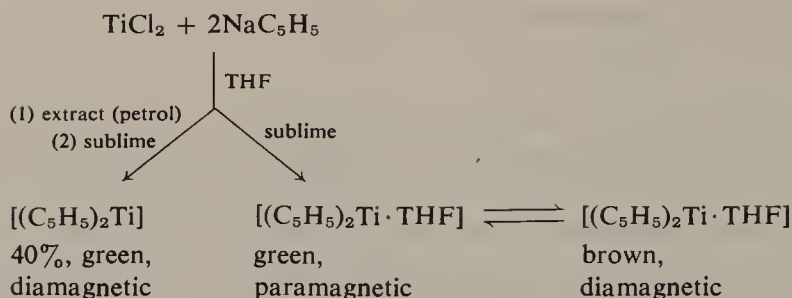 TiCl₂ + 2NaC₅H₅
THF
(1) extract (petrol)
(2) sublime
sublime
[(C₅H₅)₂Ti] [(C₅H₅)₂Ti·THF] ⇌ [(C₅H₅)₂Ti·THF]
40%, green, green, brown,
diamagnetic paramagnetic diamagnetic